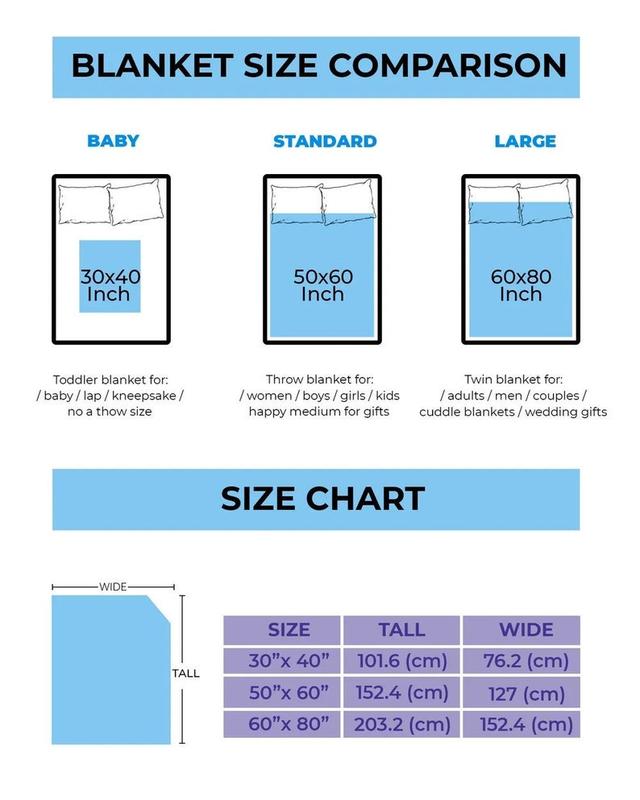 BLANKET SIZE COMPARISON
BABY STANDARD LARGE
30x40
Inch
50x60
Inch
60x80
Inch
Toddler blanket for:
/ baby / lap / kneepsake /
no a thow size
Throw blanket for:
/ women / boys / girls / kids
happy medium for gifts
Twin blanket for:
/ adults / men / couples /
cuddle blankets / wedding gifts
SIZE CHART
WIDE
TALL
SIZE TALL WIDE
30”x 40” 101.6 (cm) 76.2 (cm)
50”x 60” 152.4 (cm) 127 (cm)
60”x 80” 203.2 (cm) 152.4 (cm)